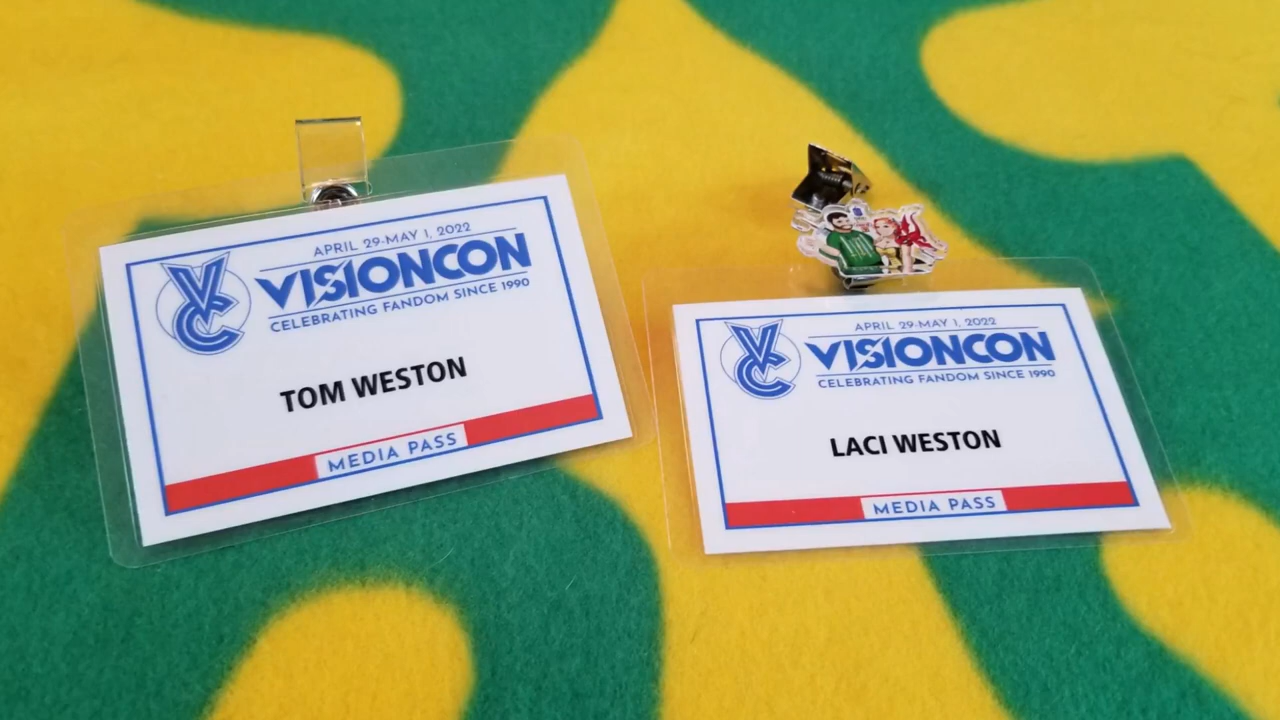 APRIL 29-MAY 1, 2022
VC
VISIONCON
CELEBRATING FANDOM SINCE 1990
TOM WESTON
MEDIA PASS
APRIL 29-MAY 1, 2022
VC
VISIONCON
CELEBRATING FANDOM SINCE 1990
LACI WESTON
MEDIA PASS